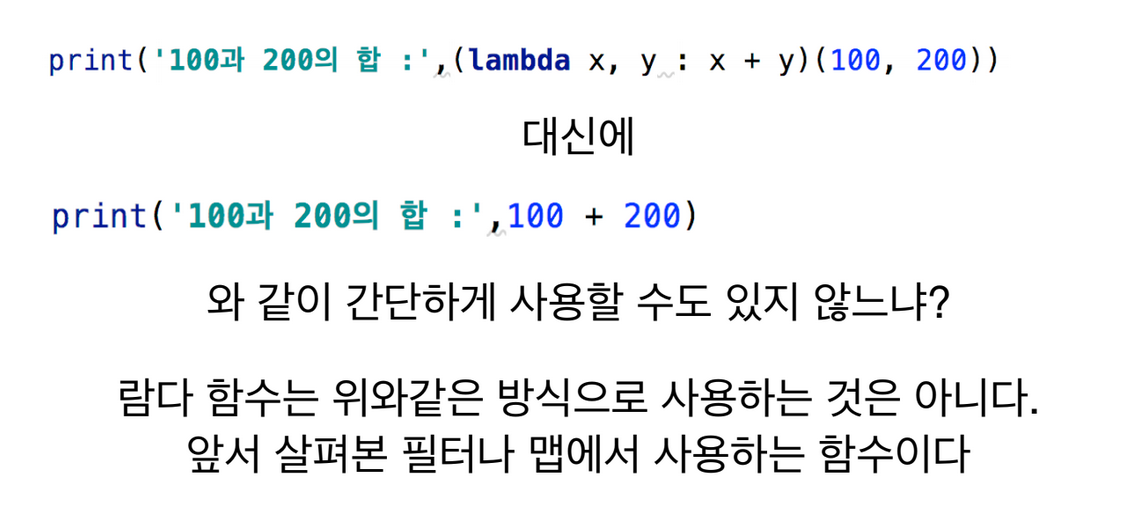 print('100과 200의 합 :',(lambda x, y : x + y)(100, 200))
대신에
print('100과 200의 합 :',100 + 200)
와 같이 간단하게 사용할 수도 있지 않느냐?
람다 함수는 위와같은 방식으로 사용하는 것은 아니다.
앞서 살펴본 필터나 맵에서 사용하는 함수이다